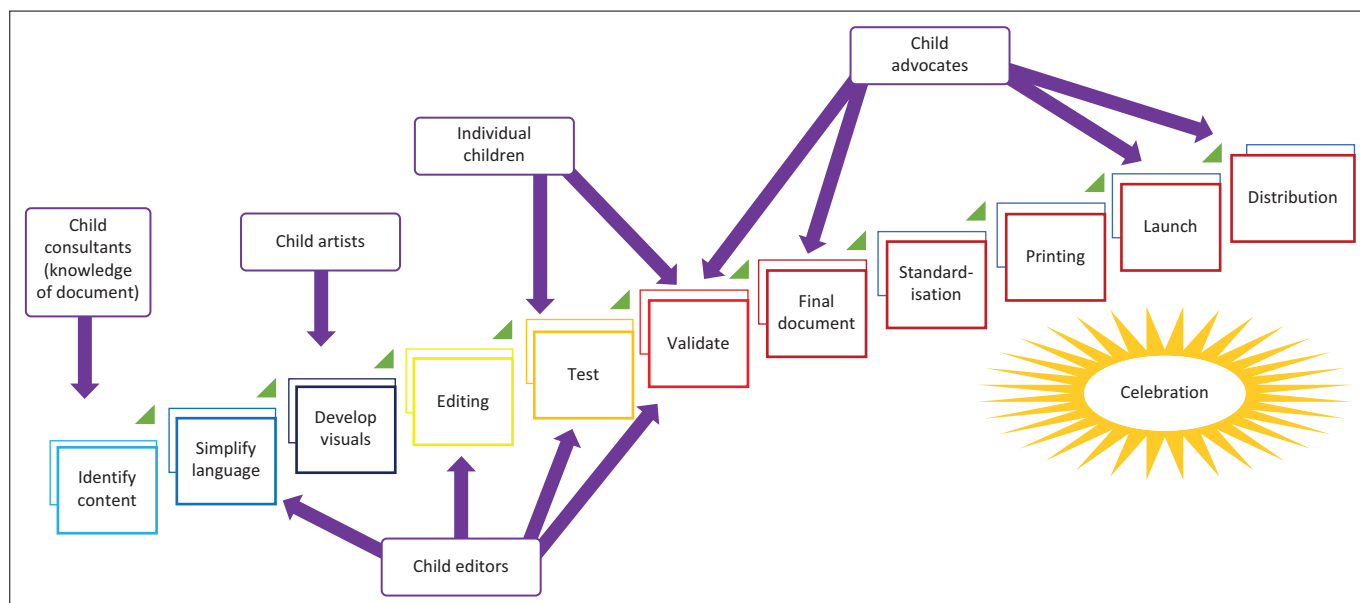 Child
advocates
Individual
children
Child
consultants
(knowledge
of document)
Child artists
Distribution
Launch
Printing
Standard-
isation
Final
document
Validate
Test
Editing
Develop
visuals
Simplify
language
Identify
content
Celebration
Child editors